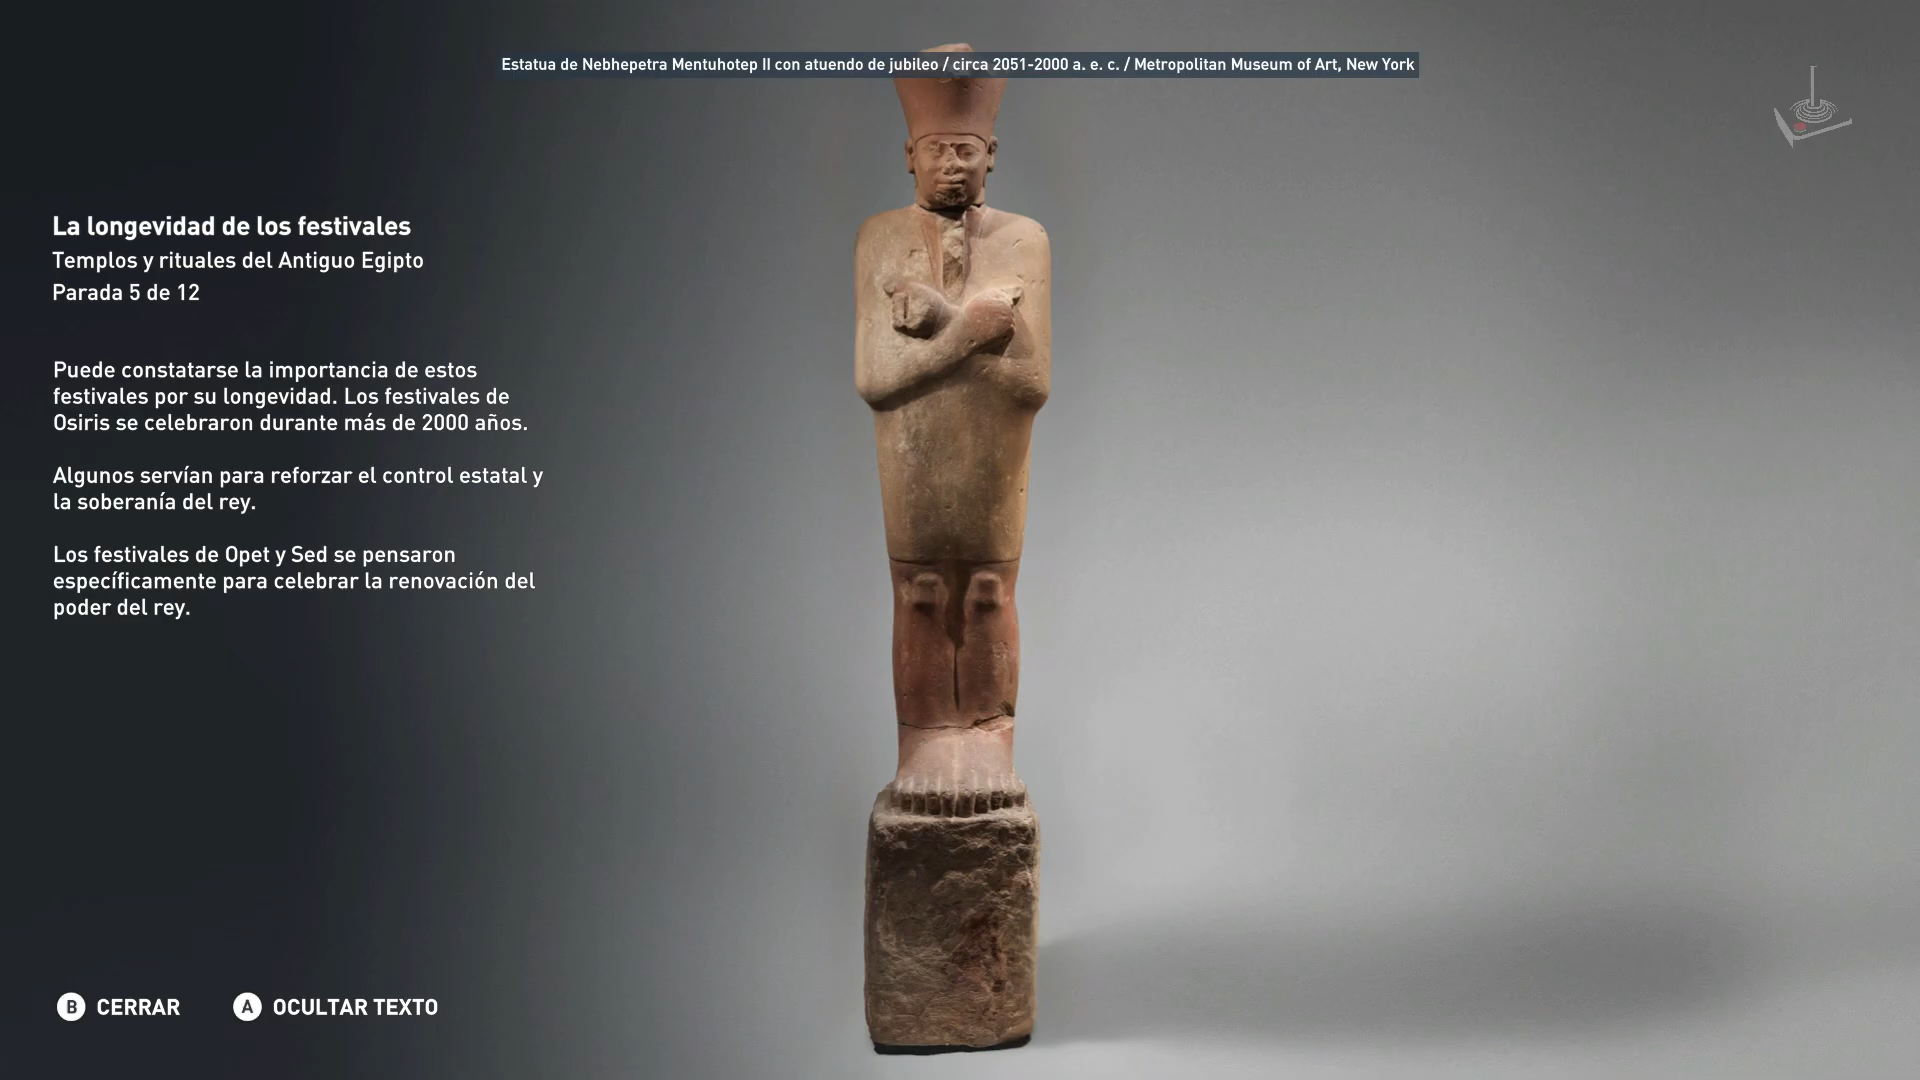 Estatua de Nebhepetra Mentuhotep II con atuendo de jubileo / circa 2051-2000 a. e. c. / Metropolitan Museum of Art, New York
La longevidad de los festivales
Templos y rituales del Antiguo Egipto
Parada 5 de 12
Puede constatarse la importancia de estos
festivales por su longevidad. Los festivales de
Osiris se celebraron durante más de 2000 años.
Algunos servían para reforzar el control estatal y
la soberanía del rey.
Los festivales de Opet y Sed se pensaron
específicamente para celebrar la renovación del
poder del rey.
B CERRAR
A OCULTAR TEXTO